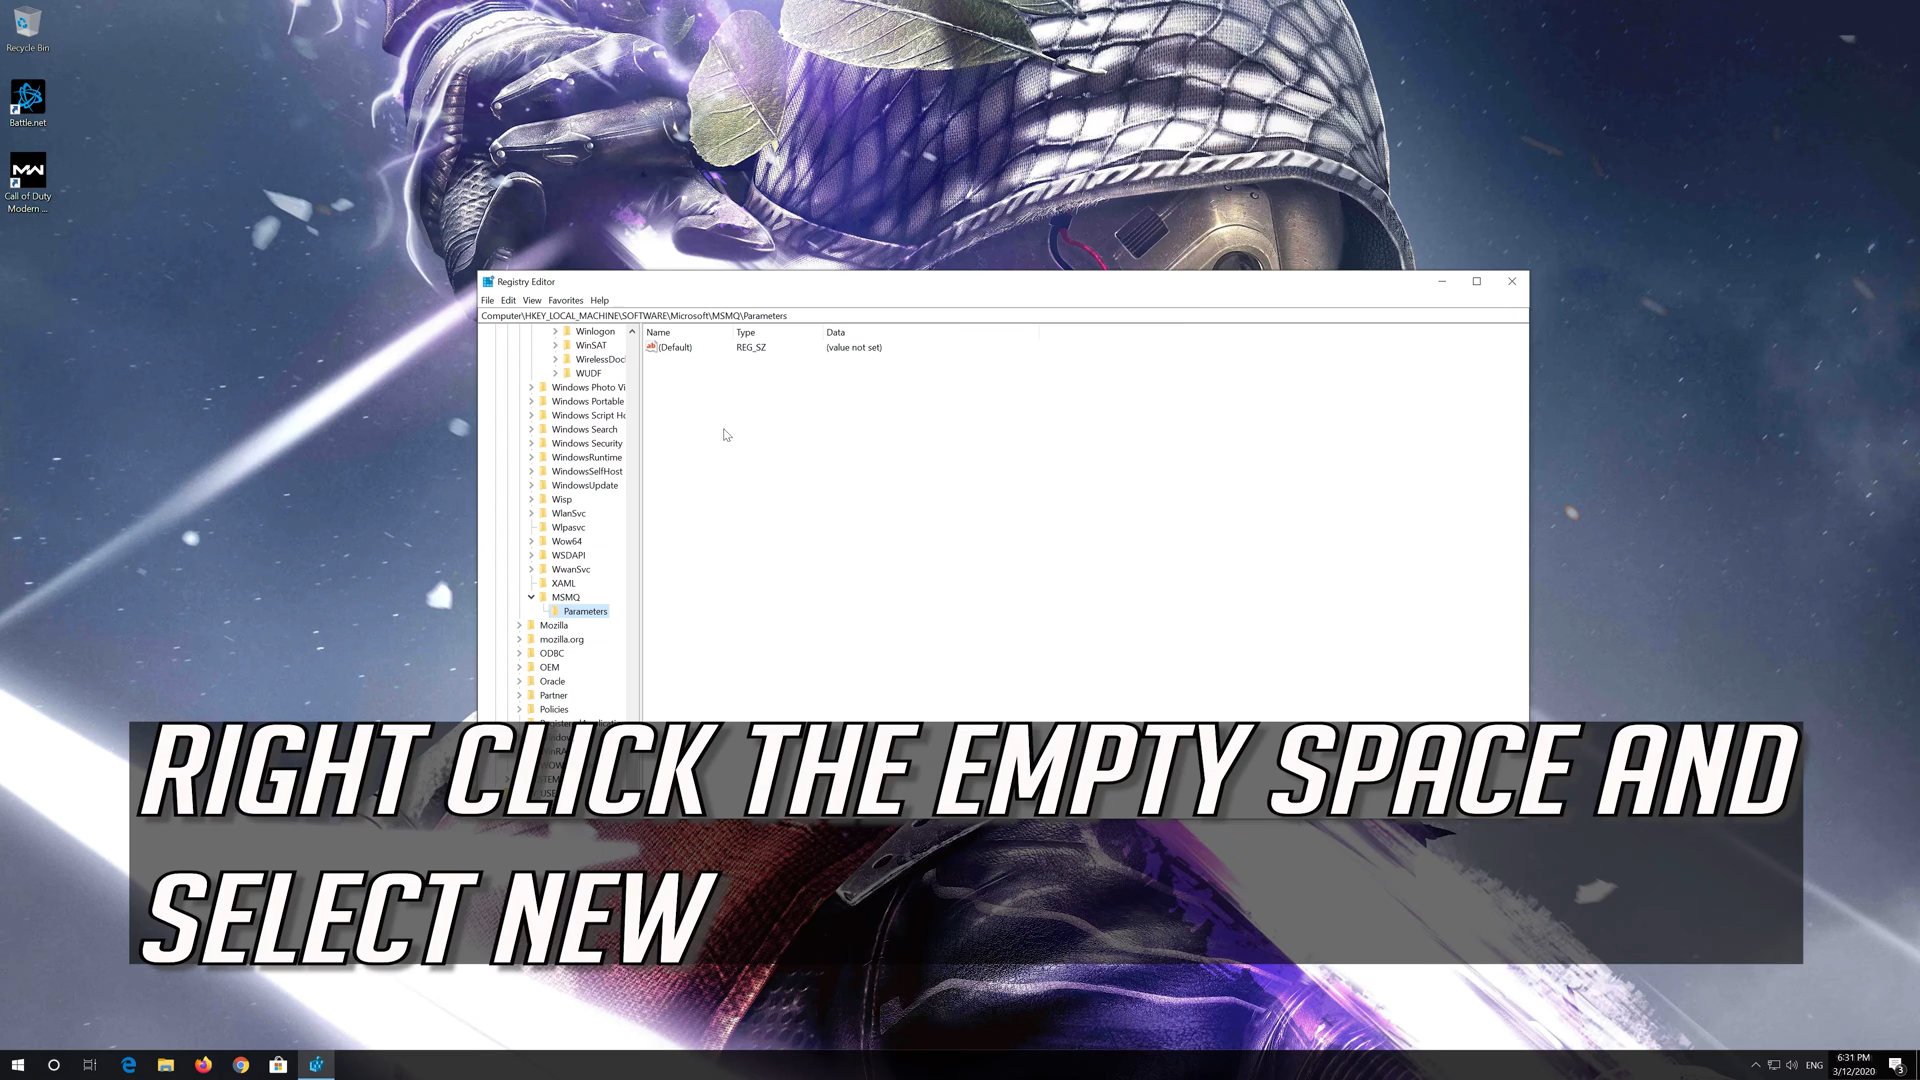 Recycle Bin
Battle.net
Call of Duty
Modern ...
Registry Editor
File Edit View Favorites Help
Computer\HKEY_LOCAL_MACHINE\SOFTWARE\Microsoft\MSMQ\Parameters
Name Type Data
ab (Default) REG_SZ (value not set)
Winlogon
WinSAT
WirelessDoc
WUDF
Windows Photo Vi
Windows Portable
Windows Script Ho
Windows Search
Windows Security
WindowsRuntime
WindowsSelfHost
WindowsUpdate
Wisp
WlanSvc
Wlpasvc
Wow64
WSDAPI
WwanSvc
XAML
MSMQ
Parameters
Mozilla
mozilla.org
ODBC
OEM
Oracle
Partner
Policies
RIGHT CLICK THE EMPTY SPACE AND
SELECT NEW
ENG
6:31 PM
3/12/2020
3